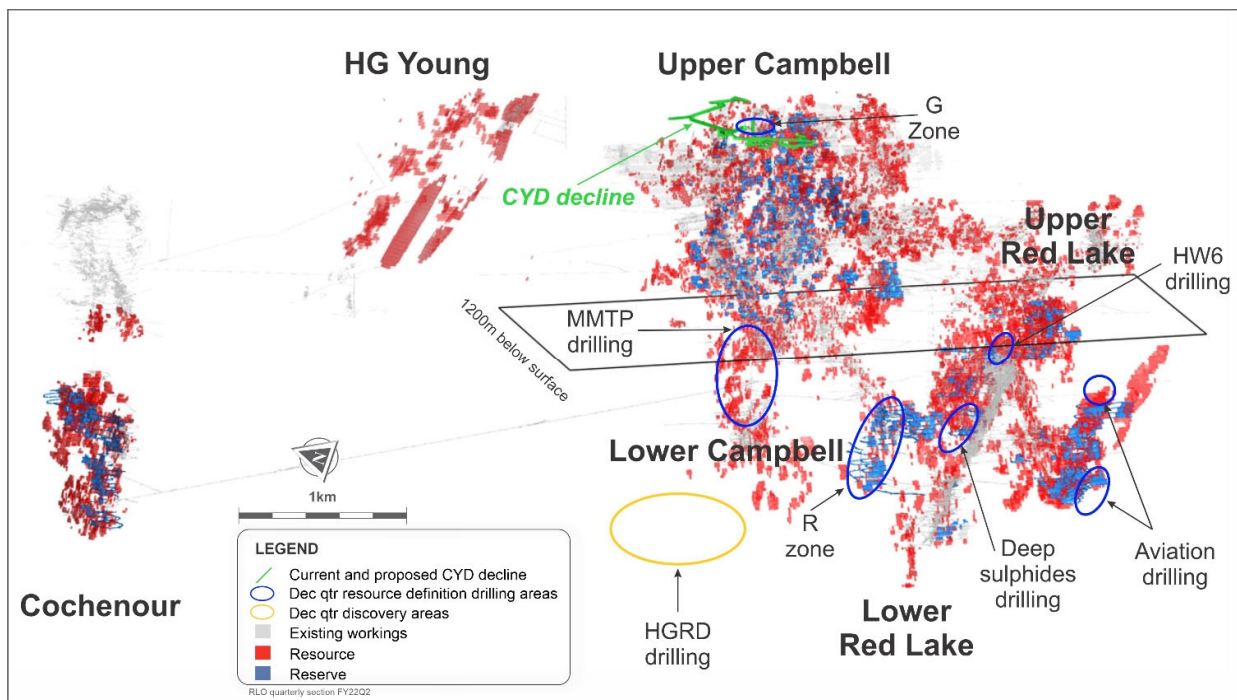 HG Young
Upper Campbell
G
Zone
CYD decline
Upper
Red Lake
HW6
drilling
MMTP
drilling
1200m below surface
Lower Campbell
N
1km
R
zone
Deep
sulphides
drilling
Aviation
drilling
Cochenour
HGRD
drilling
Lower
Red Lake
LEGEND
Current and proposed CYD decline
Dec qtr resource definition drilling areas
Dec qtr discovery areas
Existing workings
Resource
Reserve
RLO quarterly section FY22Q2